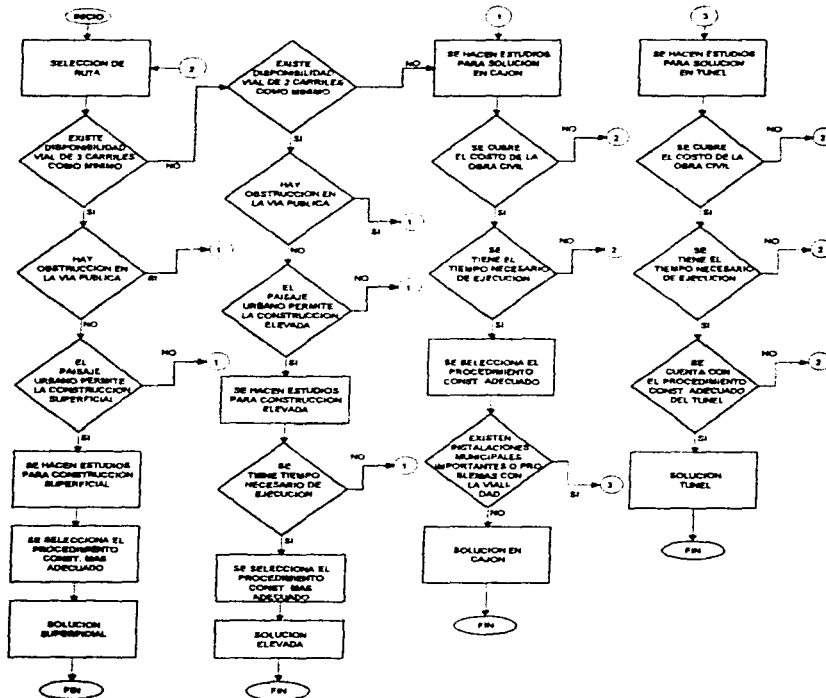 INICIO
SELECCION DE
RUTA
2
EXISTE
DISPONIBILIDAD
VIAL DE 3 CARRILES
COMO MINIMO
NO
SI
HAY
OBSTRUCCION EN
LA VIA PUBLICA
SI
1
NO
EL
PAISAJE
URBANO PERMITE
LA CONSTRUCCION
SUPERFICIAL
NO
1
SI
SE HACEN ESTUDIOS
PARA CONSTRUCCION
SUPERFICIAL
SE SELECCIONA EL
PROCEDIMIENTO
CONST. MAS
ADECUADO
SOLUCION
SUPERFICIAL
FIN
EXISTE
DISPONIBILIDAD
VIAL DE 2 CARRILES
COMO MINIMO
NO
SI
HAY
OBSTRUCCION EN
LA VIA PUBLICA
SI
1
NO
EL
PAISAJE
URBANO PERMITE
LA CONSTRUCCION
ELEVADA
NO
1
SI
SE HACEN ESTUDIOS
PARA CONSTRUCCION
ELEVADA
SE
TIENE TIEMPO
NECESARIO DE
EJECUCION
NO
1
SI
SE SELECCIONA EL
PROCEDIMIENTO
CONST. MAS
ADECUADO
SOLUCION
ELEVADA
FIN
1
SE HACEN ESTUDIOS
PARA SOLUCION
EN CAJON
SE CUBRE
EL COSTO DE LA
OBRA CIVIL
NO
2
SI
SE
TIENE EL
TIEMPO NECESARIO
DE EJECUCION
NO
2
SI
SE SELECCIONA EL
PROCEDIMIENTO
CONST. ADECUADO
EXISTEN
INSTALACIONES
MUNICIPALES
IMPORTANTES O PRO
BLEMAS CON
LA VIALI-
DAD
SI
3
NO
SOLUCION EN
CAJON
FIN
3
SE HACEN ESTUDIOS
PARA SOLUCION
EN TUNEL
SE CUBRE
EL COSTO DE LA
OBRA CIVIL
NO
2
SI
SE
TIENE EL
TIEMPO NECESARIO
DE EJECUCION
NO
2
SI
SE
CUENTA CON
EL PROCEDIMIENTO
CONST. ADECUADO
DEL TUNEL
NO
2
SI
SOLUCION
TUNEL
FIN